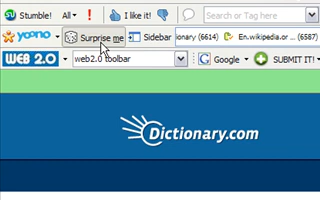 Stumble! All I like it! Search or Tag here
yoono Surprise me Sidebar ionary (6614) En.wikipedia.or ... (6587)
WEB 2.0 web2.0 toolbar Google SUBMIT IT!
Dictionary.com